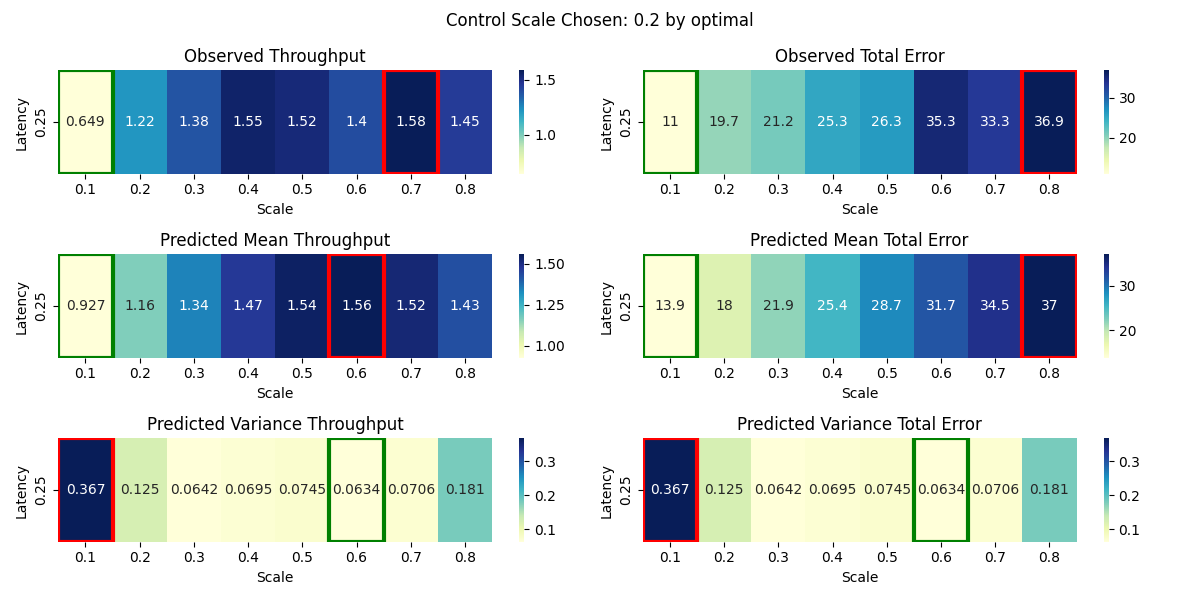 Control Scale Chosen: 0.2 by optimal
Observed Throughput
Latency
0.25
0.649 1.22 1.38 1.55 1.52 1.4 1.58 1.45
1.5
1.0
0.1 0.2 0.3 0.4 0.5 0.6 0.7 0.8
Scale
Observed Total Error
Latency
0.25
11 19.7 21.2 25.3 26.3 35.3 33.3 36.9
30
20
0.1 0.2 0.3 0.4 0.5 0.6 0.7 0.8
Scale
Predicted Mean Throughput
Latency
0.25
0.927 1.16 1.34 1.47 1.54 1.56 1.52 1.43
1.50
1.25
1.00
0.1 0.2 0.3 0.4 0.5 0.6 0.7 0.8
Scale
Predicted Mean Total Error
Latency
0.25
13.9 18 21.9 25.4 28.7 31.7 34.5 37
30
20
0.1 0.2 0.3 0.4 0.5 0.6 0.7 0.8
Scale
Predicted Variance Throughput
Latency
0.25
0.367 0.125 0.0642 0.0695 0.0745 0.0634 0.0706 0.181
0.3
0.2
0.1
0.1 0.2 0.3 0.4 0.5 0.6 0.7 0.8
Scale
Predicted Variance Total Error
Latency
0.25
0.367 0.125 0.0642 0.0695 0.0745 0.0634 0.0706 0.181
0.3
0.2
0.1
0.1 0.2 0.3 0.4 0.5 0.6 0.7 0.8
Scale